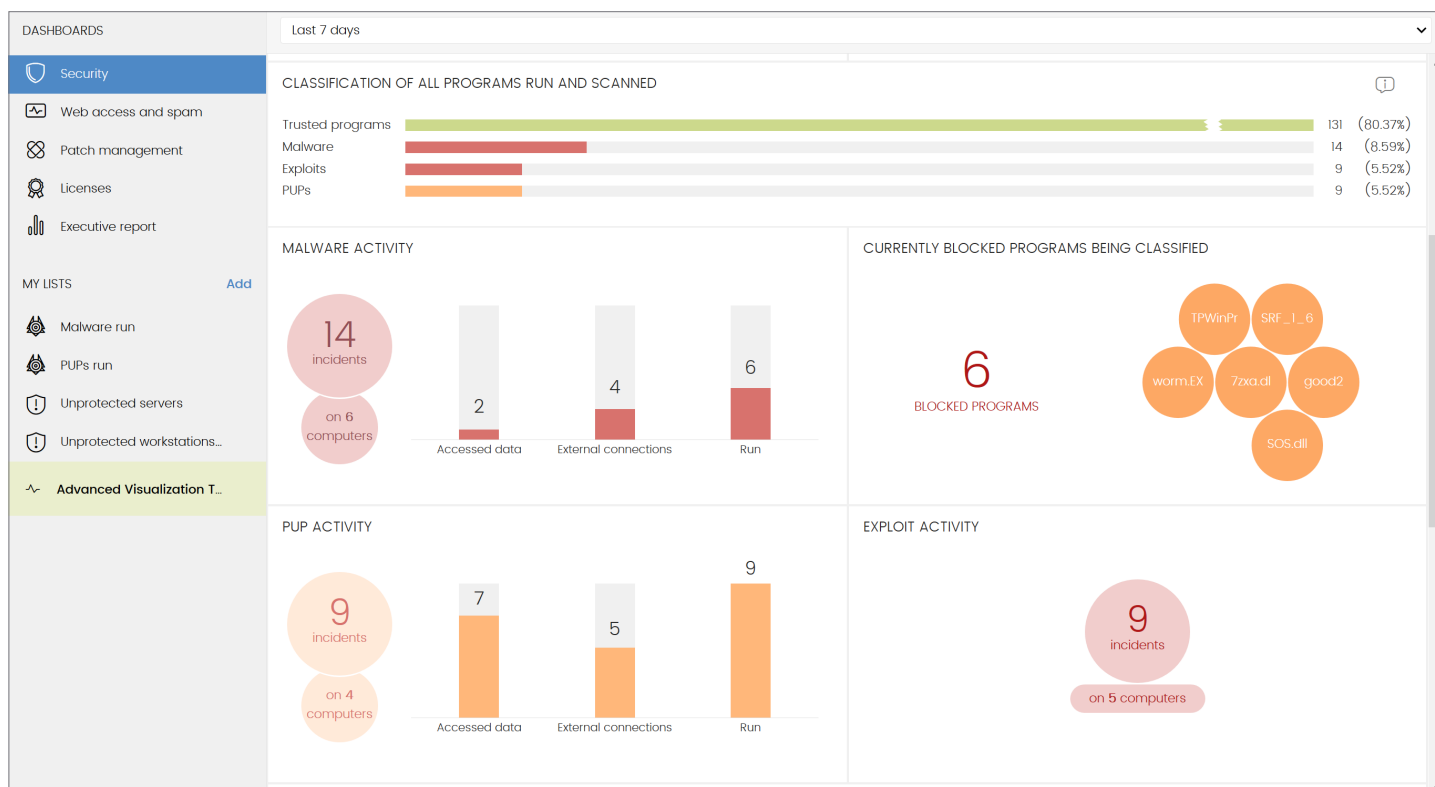 DASHBOARDS
Security
Web access and spam
Patch management
Licenses
Executive report
MY LISTS Add
Malware run
PUPs run
Unprotected servers
Unprotected workstations...
Advanced Visualization T...
Last 7 days
CLASSIFICATION OF ALL PROGRAMS RUN AND SCANNED
Trusted programs 131 (80.37%)
Malware 14 (8.59%)
Exploits 9 (5.52%)
PUPs 9 (5.52%)
MALWARE ACTIVITY
14
incidents
on 6
computers
2 4 6
Accessed data External connections Run
CURRENTLY BLOCKED PROGRAMS BEING CLASSIFIED
6
BLOCKED PROGRAMS
TPWinPr SRF_1_6
worm.EX 7zxa.dl good2
SOS.dll
PUP ACTIVITY
9
incidents
on 4
computers
7 5 9
Accessed data External connections Run
EXPLOIT ACTIVITY
9
incidents
on 5 computers